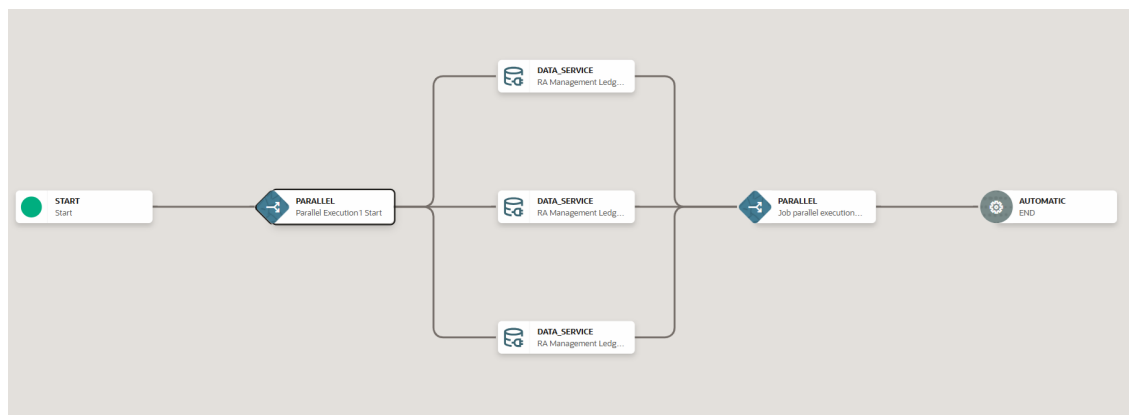 DATA_SERVICE
RA Management Ledg...
START
Start
PARALLEL
Parallel Execution1 Start
DATA_SERVICE
RA Management Ledg...
PARALLEL
Job parallel execution...
AUTOMATIC
END
DATA_SERVICE
RA Management Ledg...